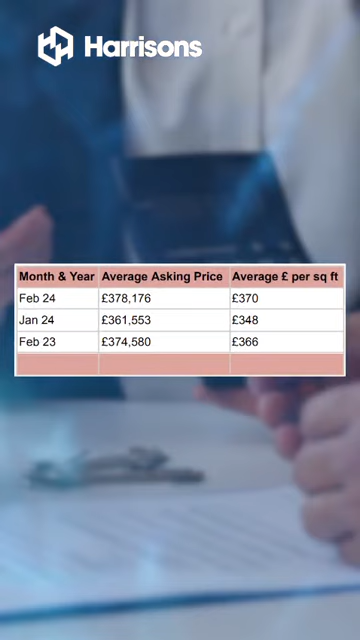 Harrisons
Month & Year Average Asking Price Average £ per sq ft
Feb 24 £378,176 £370
Jan 24 £361,553 £348
Feb 23 £374,580 £366